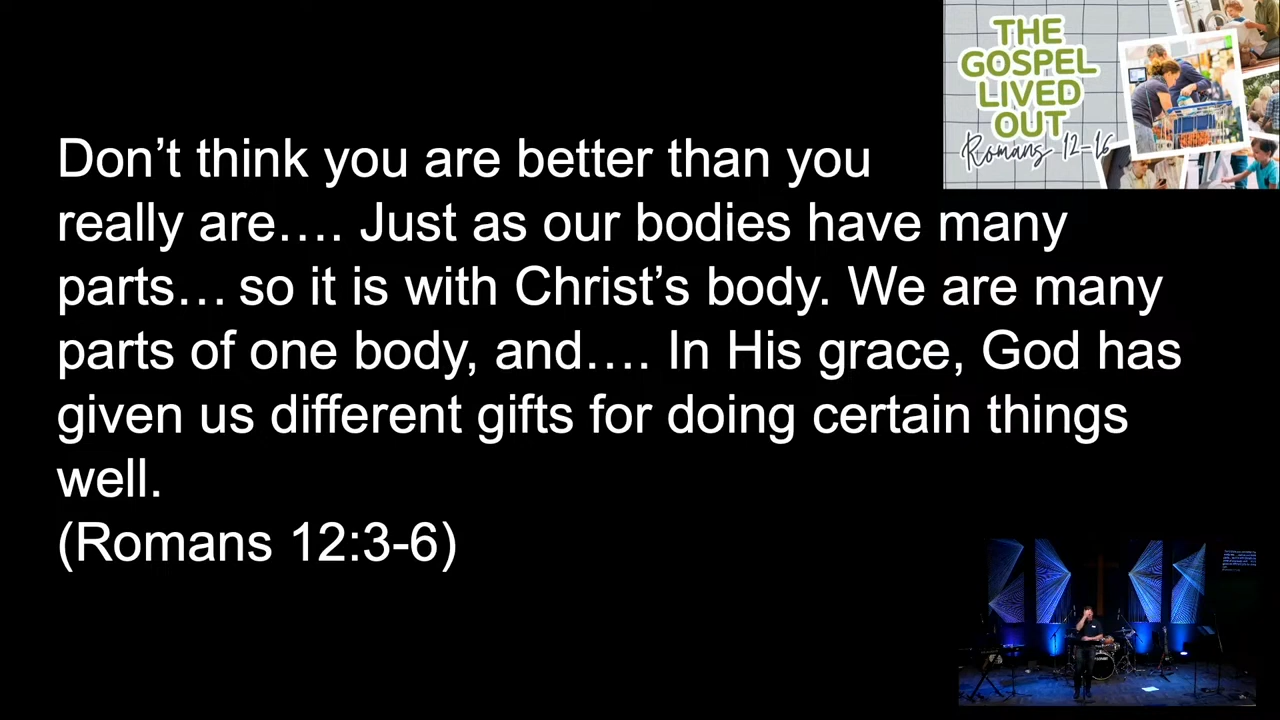 THE
GOSPEL
LIVED
OUT
Romans 12-16
Don’t think you are better than you
really are…. Just as our bodies have many
parts… so it is with Christ’s body. We are many
parts of one body, and…. In His grace, God has
given us different gifts for doing certain things
well.
(Romans 12:3-6)